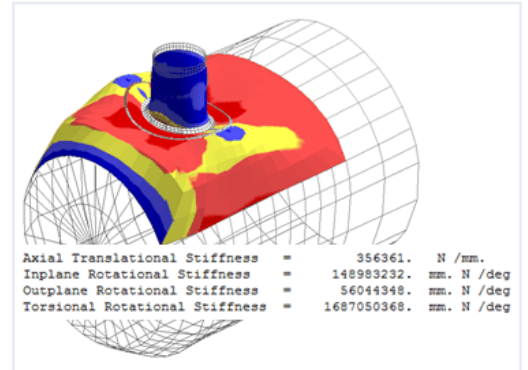 Axial Translational Stiffness = 356361. N /mm.
Inplane Rotational Stiffness = 148983232. mm. N /deg
Outplane Rotational Stiffness = 56044348. mm. N /deg
Torsional Rotational Stiffness = 1687050368. mm. N /deg